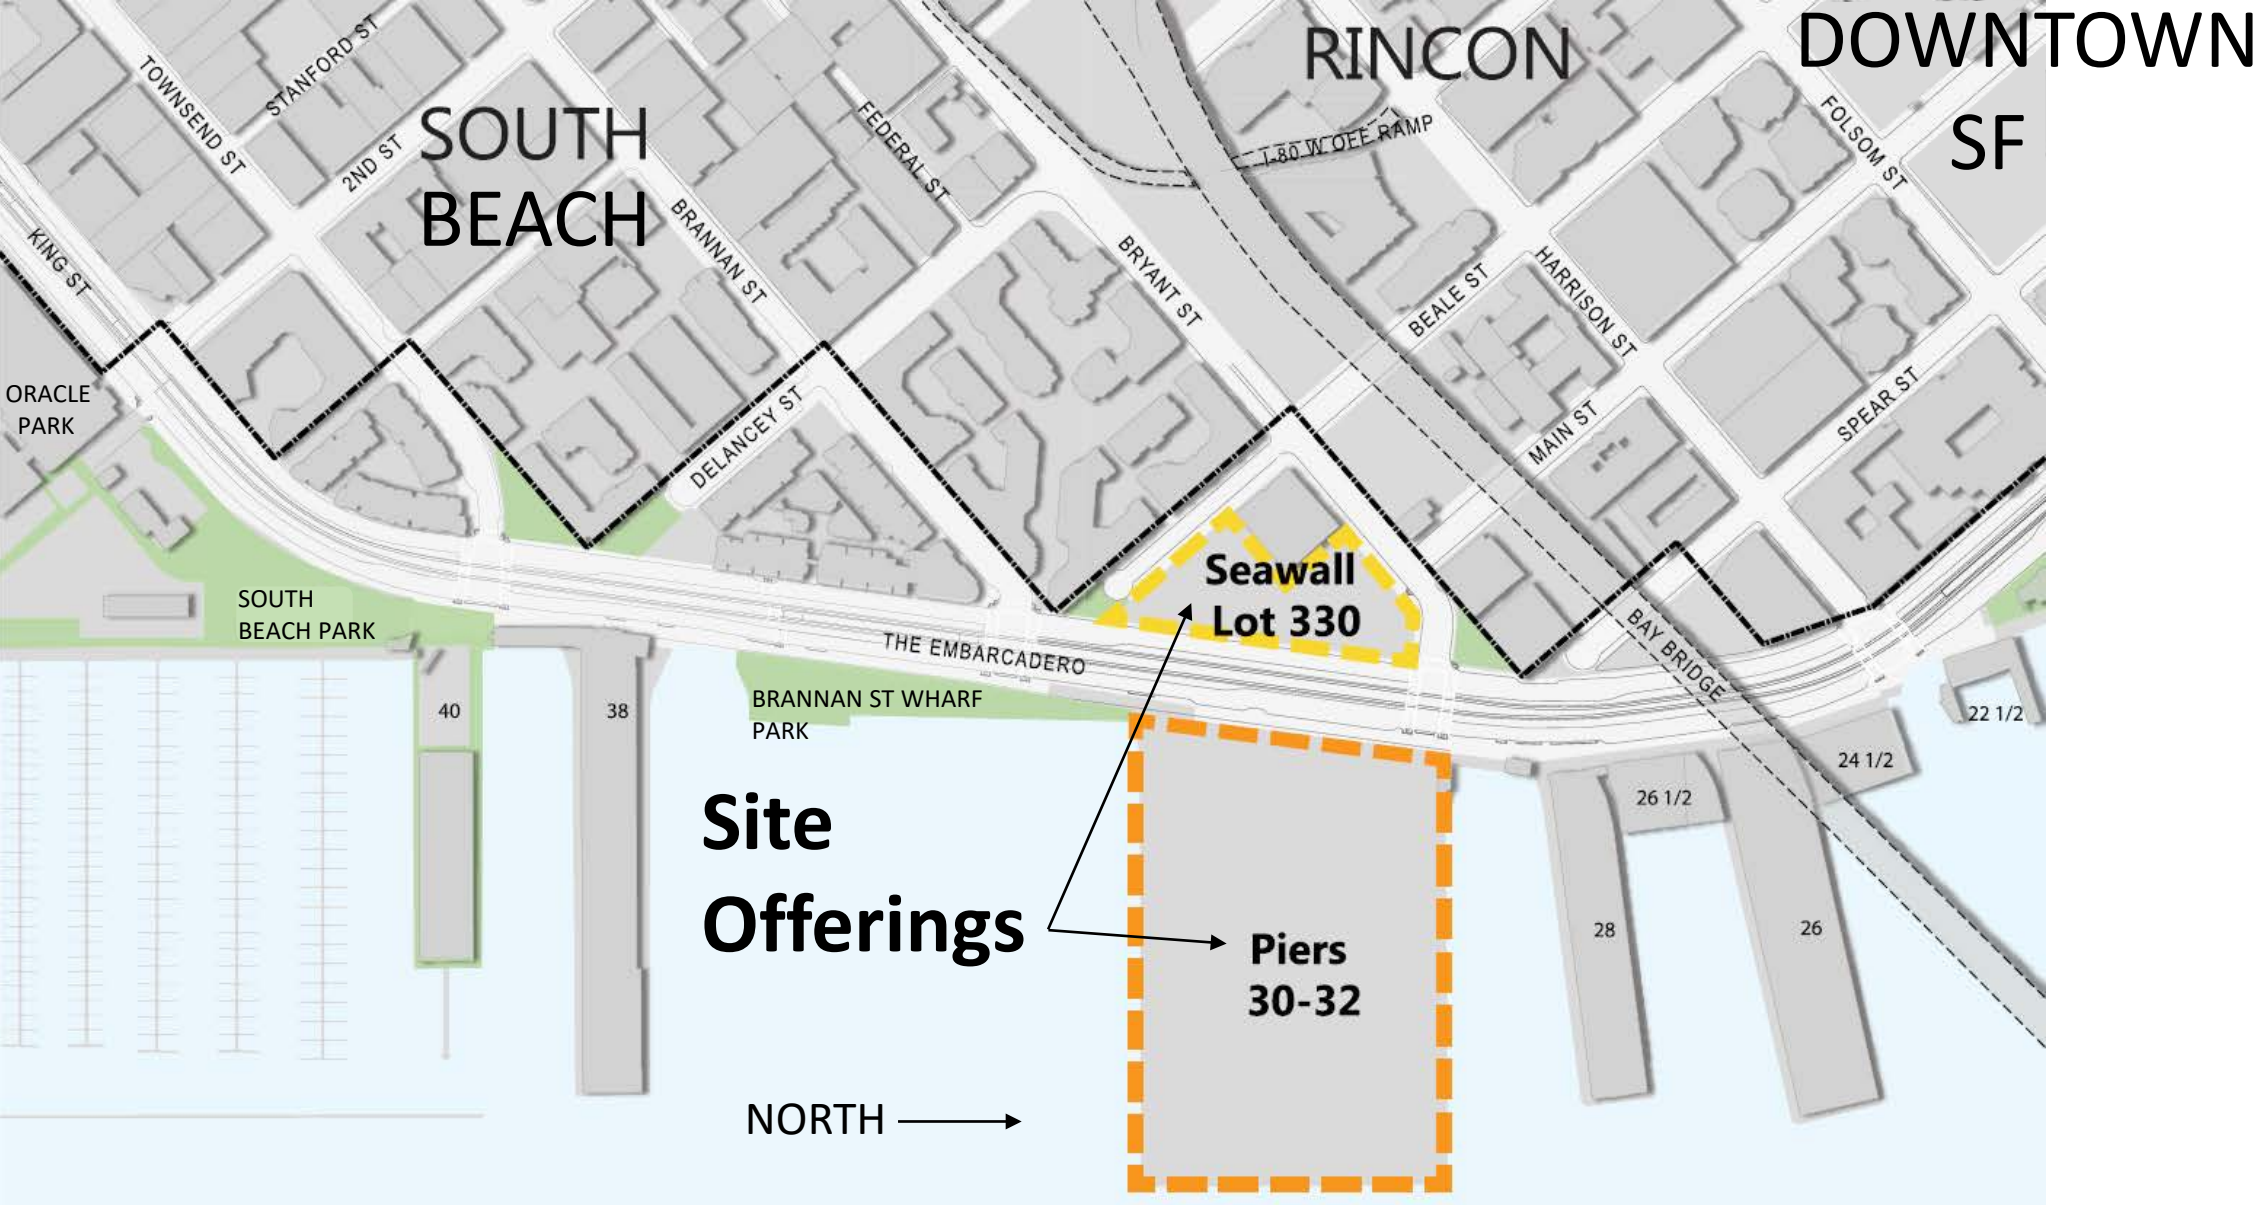 DOWNTOWN
SF
RINCON
SOUTH
BEACH
TOWNSEND ST
STANFORD ST
2ND ST
KING ST
FEDERAL ST
BRANNAN ST
I-80 W OFF RAMP
FOLSOM ST
BRYANT ST
BEALE ST
HARRISON ST
MAIN ST
SPEAR ST
DELANCEY ST
ORACLE
PARK
SOUTH
BEACH PARK
THE EMBARCADERO
BRANNAN ST WHARF
PARK
BAY BRIDGE
Seawall
Lot 330
40
38
22 1/2
24 1/2
26 1/2
28
26
Site
Offerings
Piers
30-32
NORTH